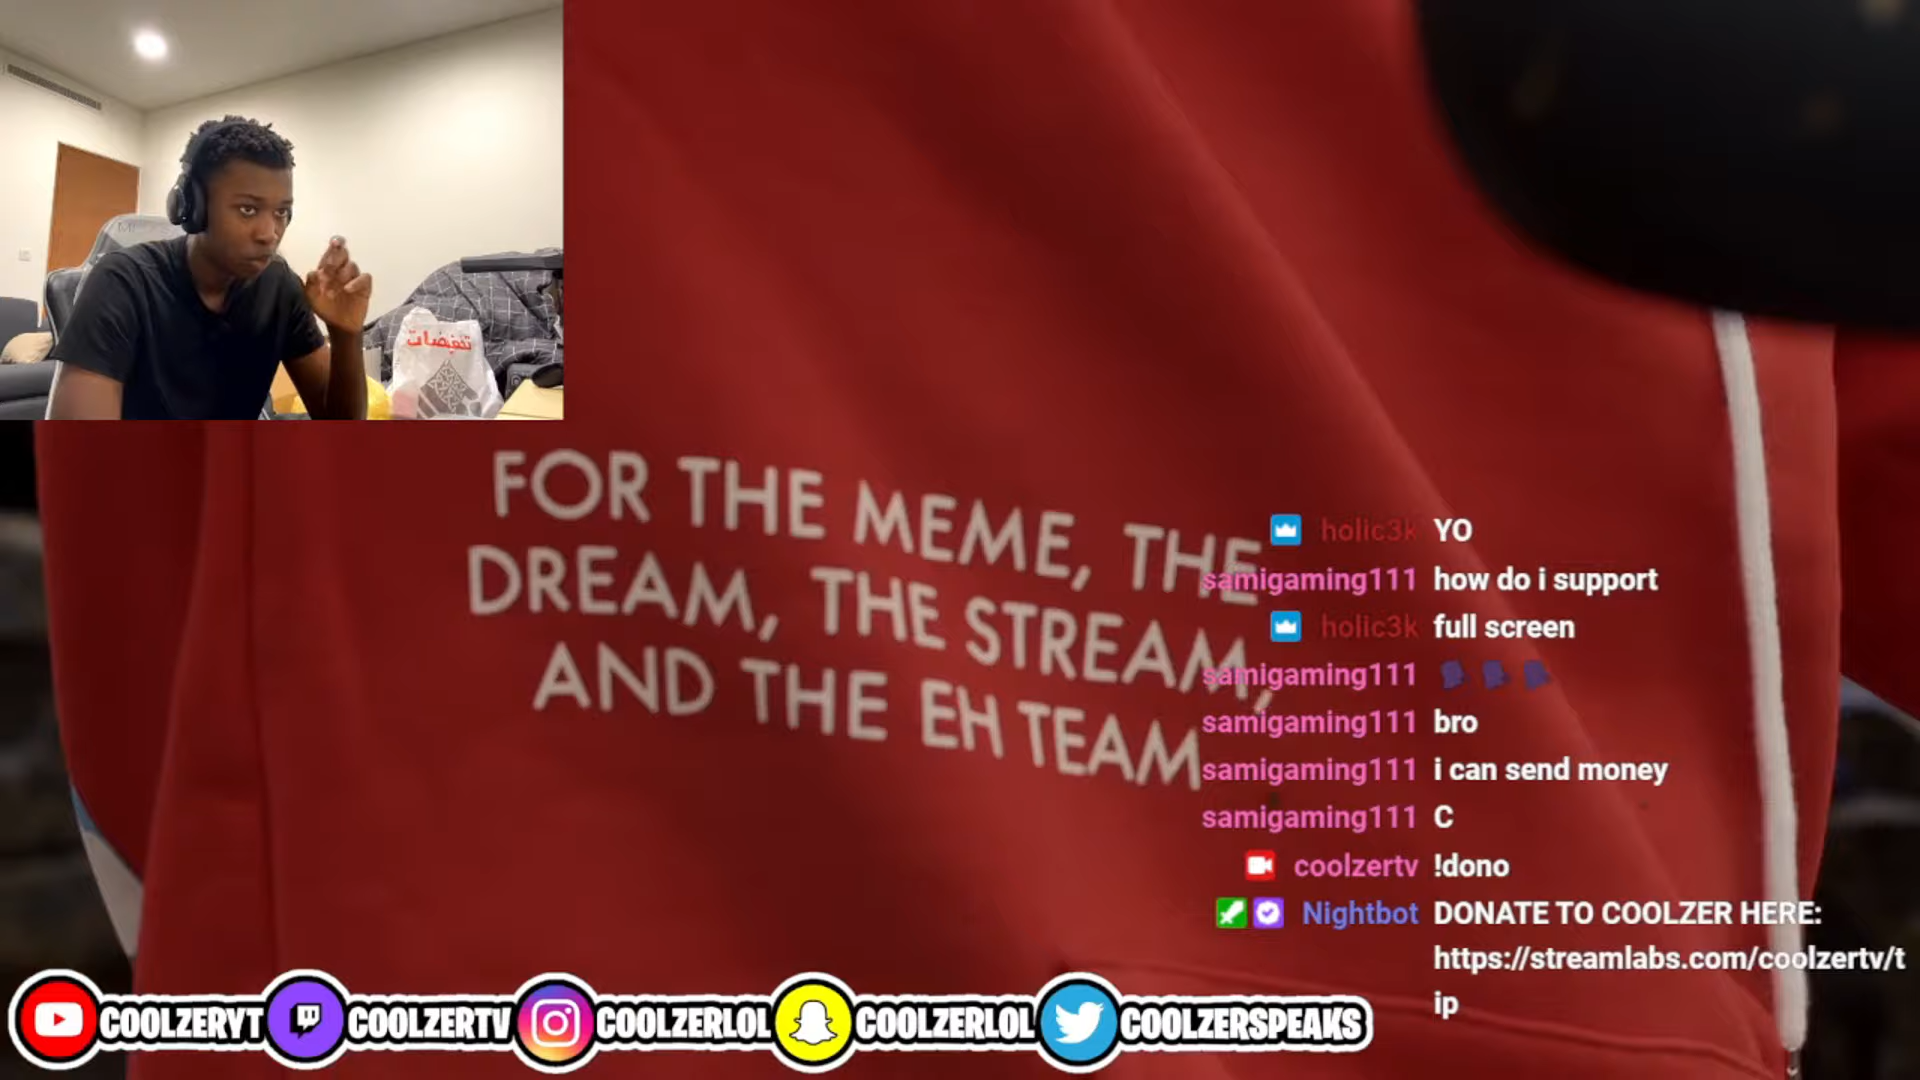 تخفيضات
FOR THE MEME, THE
DREAM, THE STREAM,
AND THE EH TEAM
holic3k YO
samigaming111 how do i support
holic3k full screen
samigaming111
samigaming111 bro
samigaming111 i can send money
samigaming111 C
coolzertv !dono
Nightbot DONATE TO COOLZER HERE:
https://streamlabs.com/coolzertv/t
ip
COOLZERYT COOLZERTV COOLZERLOL COOLZERLOL COOLZERSPEAKS